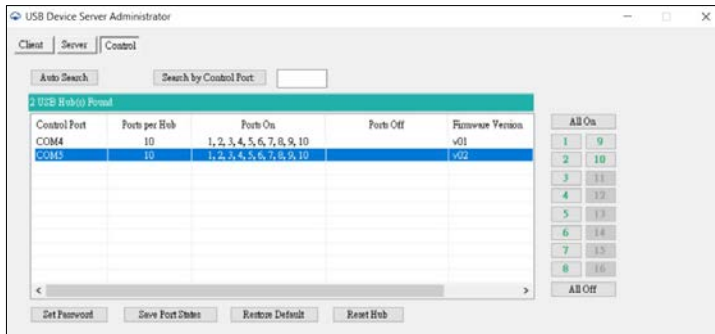 USB Device Server Administrator
Client Server Control
Auto Search Search by Control Port:
2 USB Hub(s) Found
Control Port Ports per Hub Ports On Ports Off Firmware Version
COM4 10 1, 2, 3, 4, 5, 6, 7, 8, 9, 10 v01
COM5 10 1, 2, 3, 4, 5, 6, 7, 8, 9, 10 v02
All On
1 9
2 10
3 11
4 12
5 13
6 14
7 15
8 16
All Off
Set Password Save Port States Restore Default Reset Hub